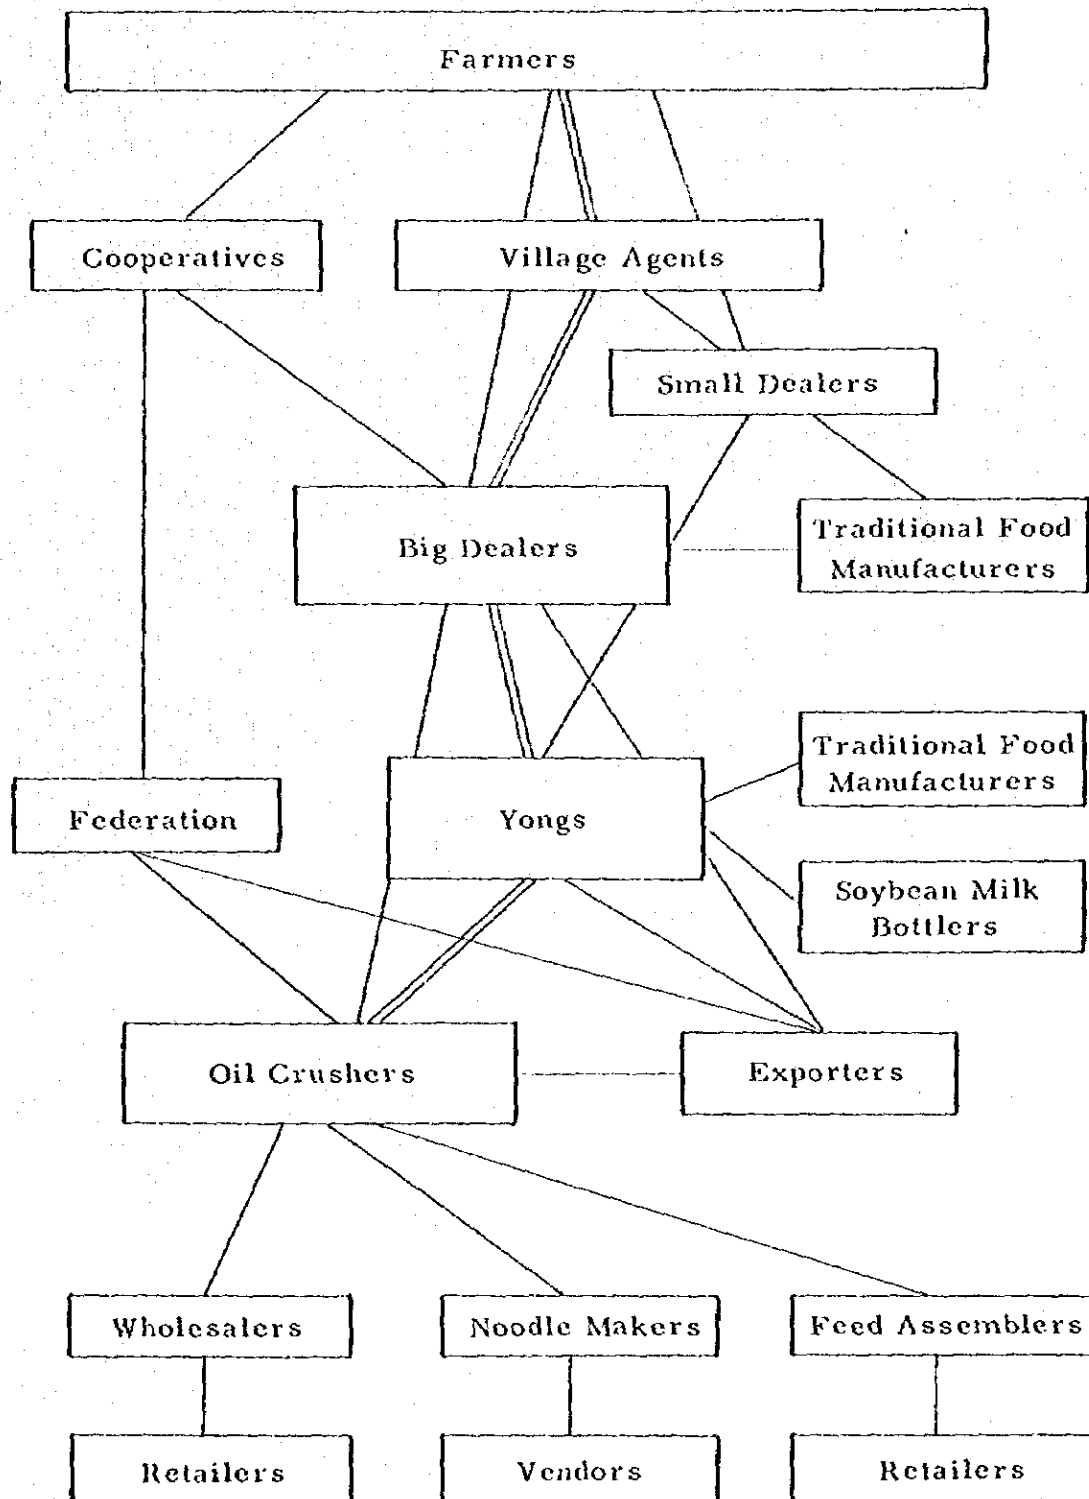 Farmers
Cooperatives
Village Agents
Small Dealers
Big Dealers
Traditional Food
Manufacturers
Traditional Food
Manufacturers
Federation
Yongs
Soybean Milk
Bottlers
Oil Crushers
Exporters
Wholesalers
Noodle Makers
Feed Assemblers
Retailers
Vendors
Retailers